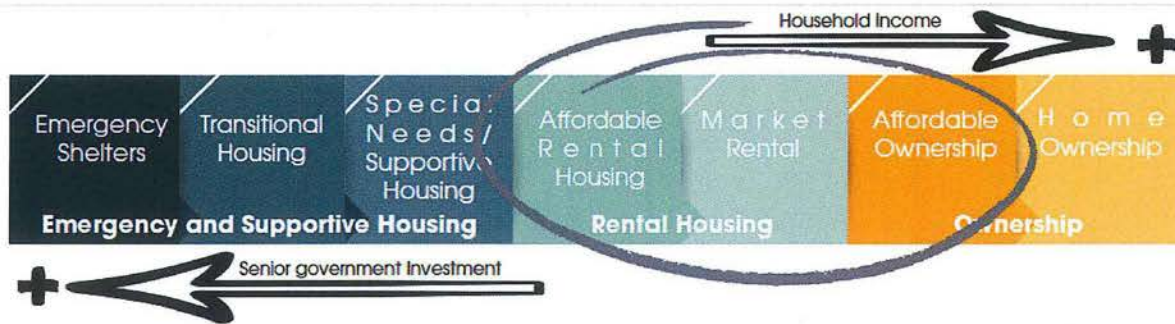 Household Income
+
Emergency
Shelters
Transitional
Housing
Special
Needs/
Supportive
Housing
Affordable
Rental
Housing
Market
Rental
Affordable
Ownership
Home
Ownership
Emergency and Supportive Housing
Rental Housing
Ownership
+
Senior government Investment